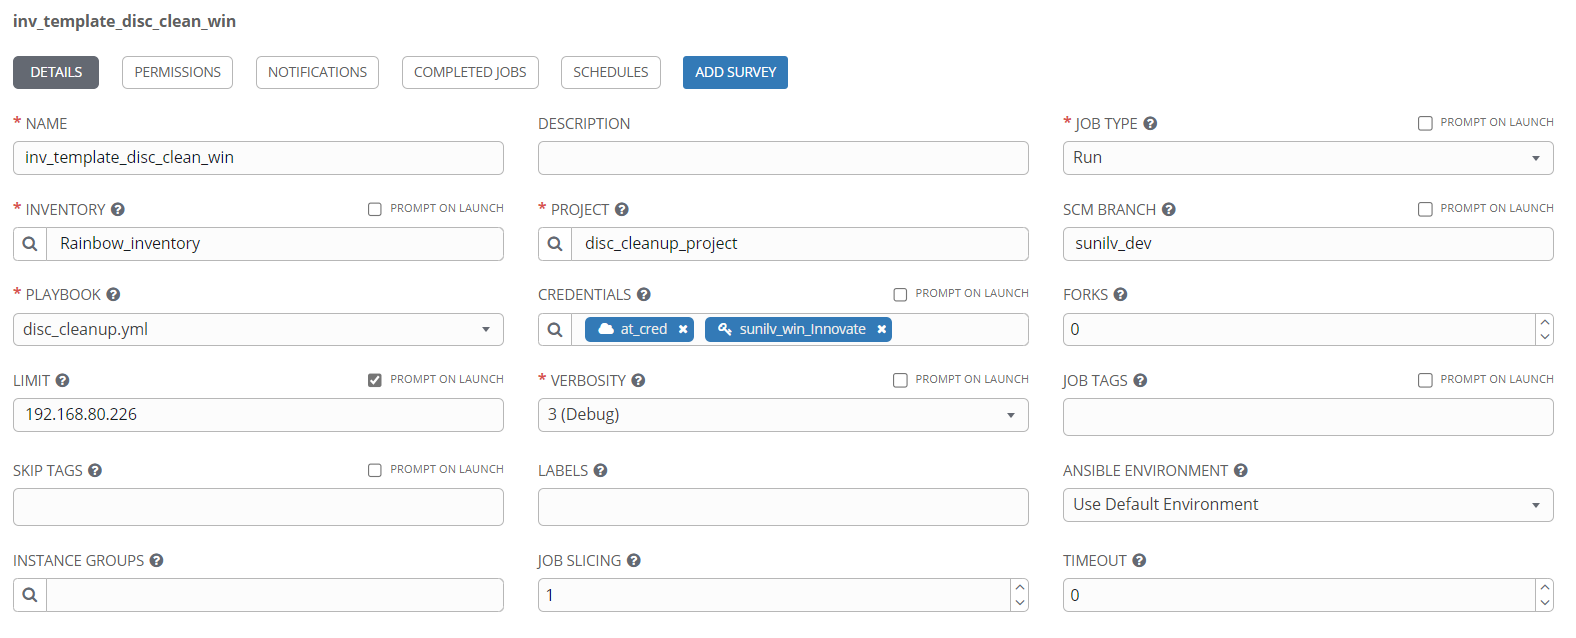 inv_template_disc_clean_win
DETAILS PERMISSIONS NOTIFICATIONS COMPLETED JOBS SCHEDULES ADD SURVEY
* NAME DESCRIPTION * JOB TYPE PROMPT ON LAUNCH
inv_template_disc_clean_win Run
* INVENTORY PROMPT ON LAUNCH * PROJECT SCM BRANCH PROMPT ON LAUNCH
Rainbow_inventory disc_cleanup_project sunilv_dev
* PLAYBOOK CREDENTIALS PROMPT ON LAUNCH FORKS
disc_cleanup.yml at_cred sunilv_win_Innovate 0
LIMIT PROMPT ON LAUNCH * VERBOSITY PROMPT ON LAUNCH JOB TAGS PROMPT ON LAUNCH
192.168.80.226 3 (Debug)
SKIP TAGS PROMPT ON LAUNCH LABELS ANSIBLE ENVIRONMENT
Use Default Environment
INSTANCE GROUPS JOB SLICING TIMEOUT
1 0